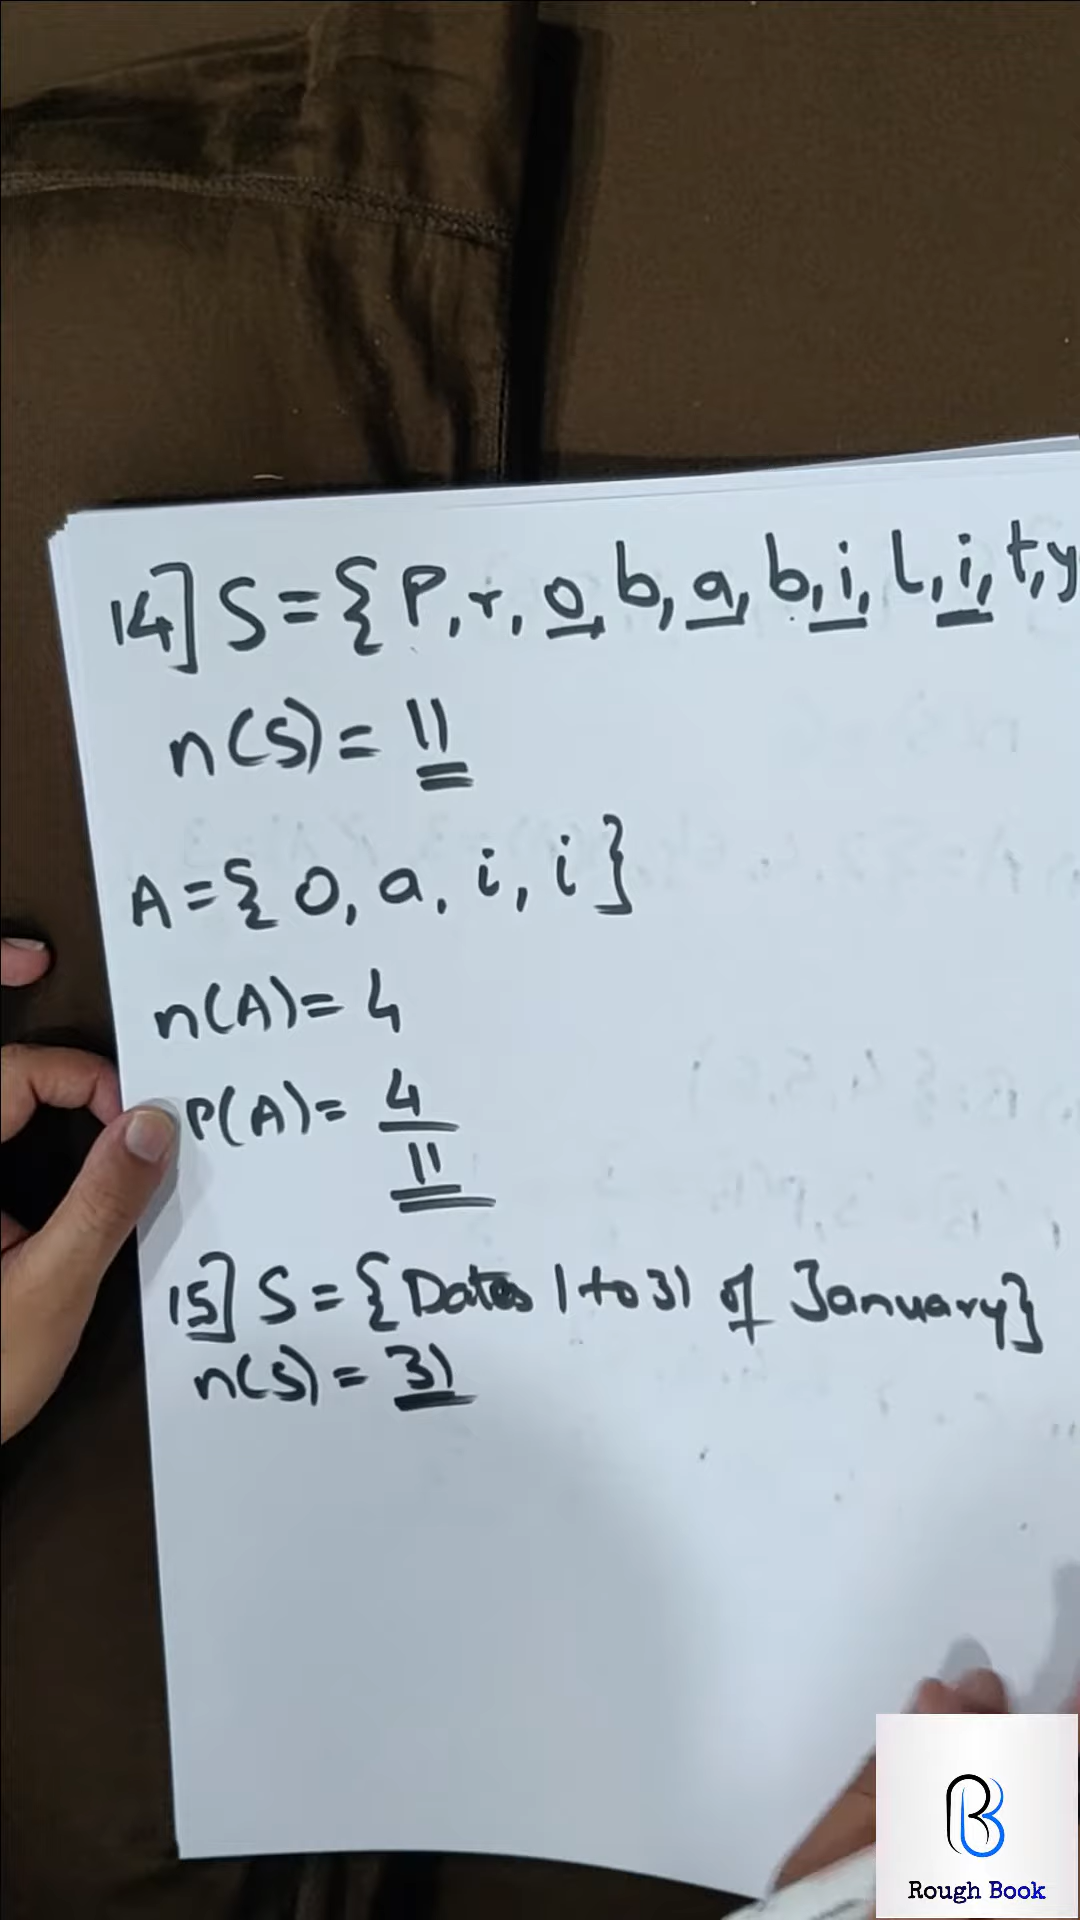 14] S = {P, r, o, b, a, b, i, l, i, t, y
n(S) = 11
A = { o, a, i, i }
n(A) = 4
P(A) = 4/11
15] S = {Dates 1 to 31 of January}
n(S) = 31
Rough Book